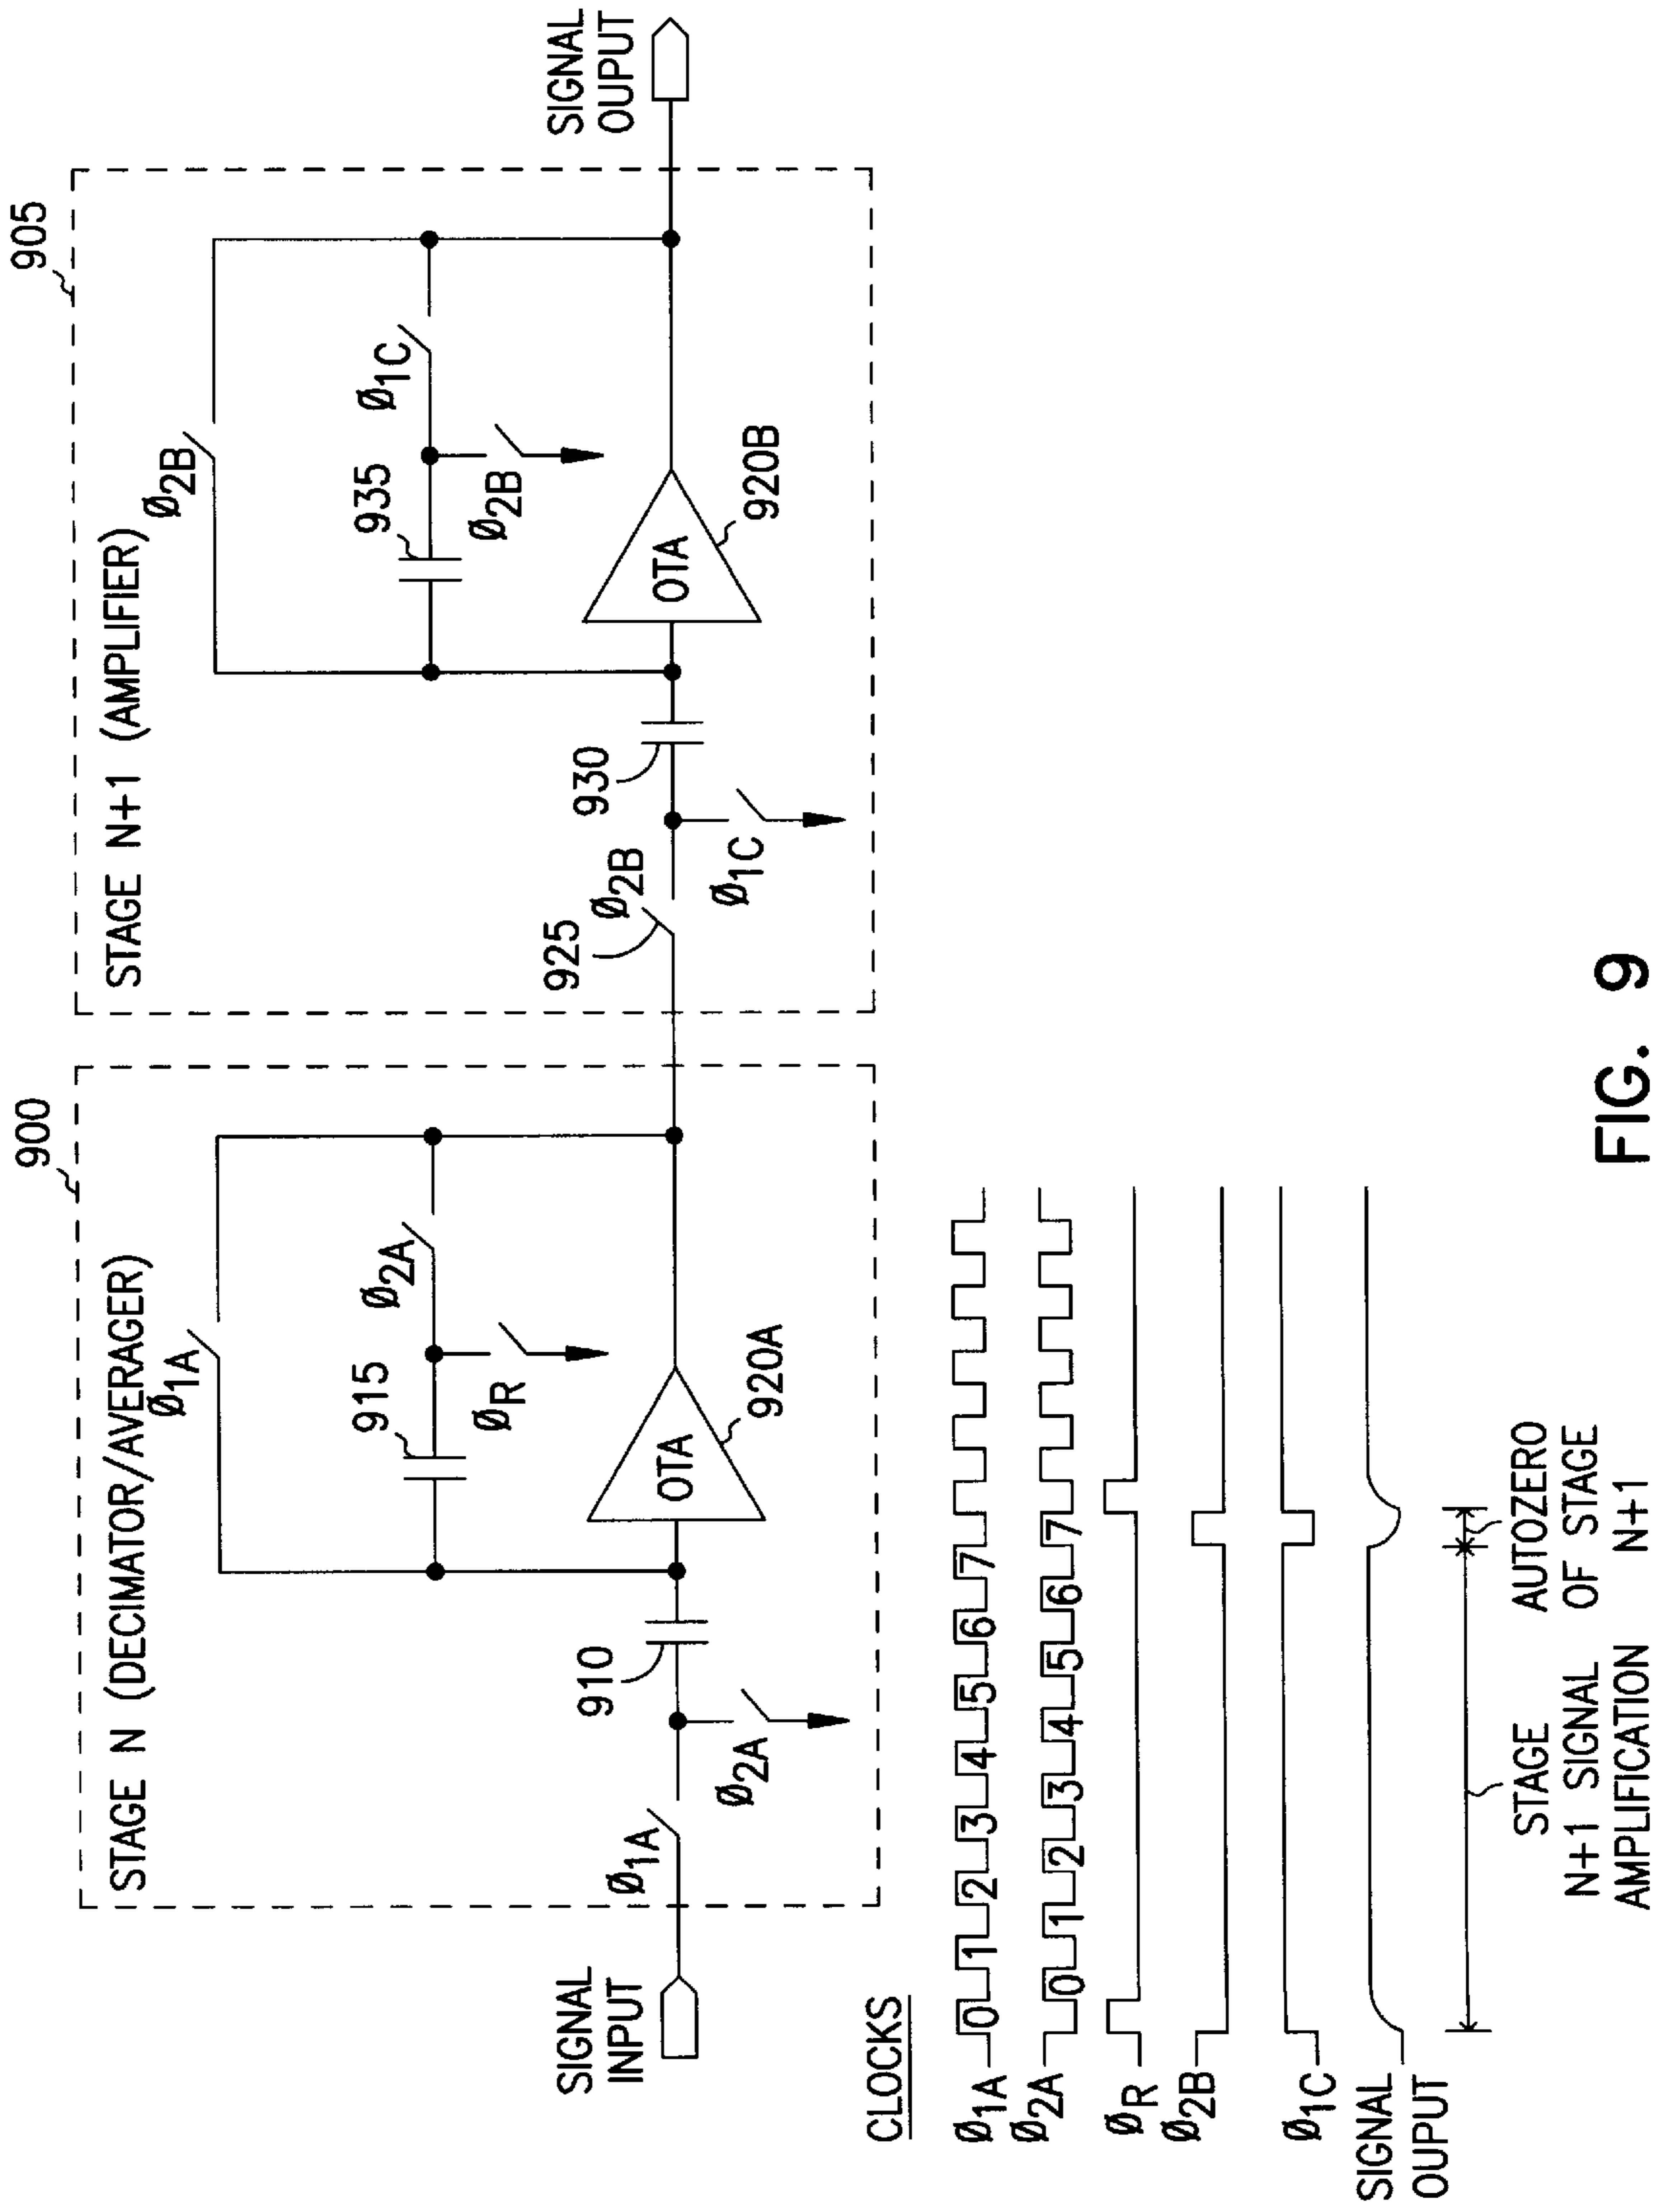 900
905
STAGE N (DECIMATOR/AVERAGER)
STAGE N+1 (AMPLIFIER)
Ø1A
Ø2B
915
Ø2A
935
Ø1C
ØR
Ø2B
SIGNAL
INPUT
Ø1A
910
OTA
920A
925
Ø2B
930
OTA
920B
SIGNAL
OUPUT
Ø2A
Ø1C
CLOCKS
Ø1A 0 1 2 3 4 5 6 7
Ø2A 0 1 2 3 4 5 6 7
ØR
Ø2B
Ø1C
SIGNAL
OUPUT
STAGE
N+1 SIGNAL
AMPLIFICATION
AUTOZERO
OF STAGE
N+1
FIG. 9